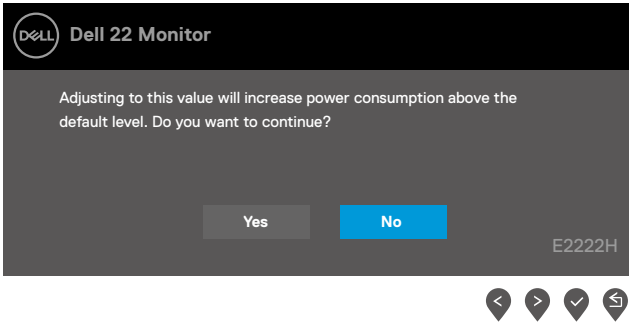 DELL Dell 22 Monitor
Adjusting to this value will increase power consumption above the
default level. Do you want to continue?
Yes No
E2222H